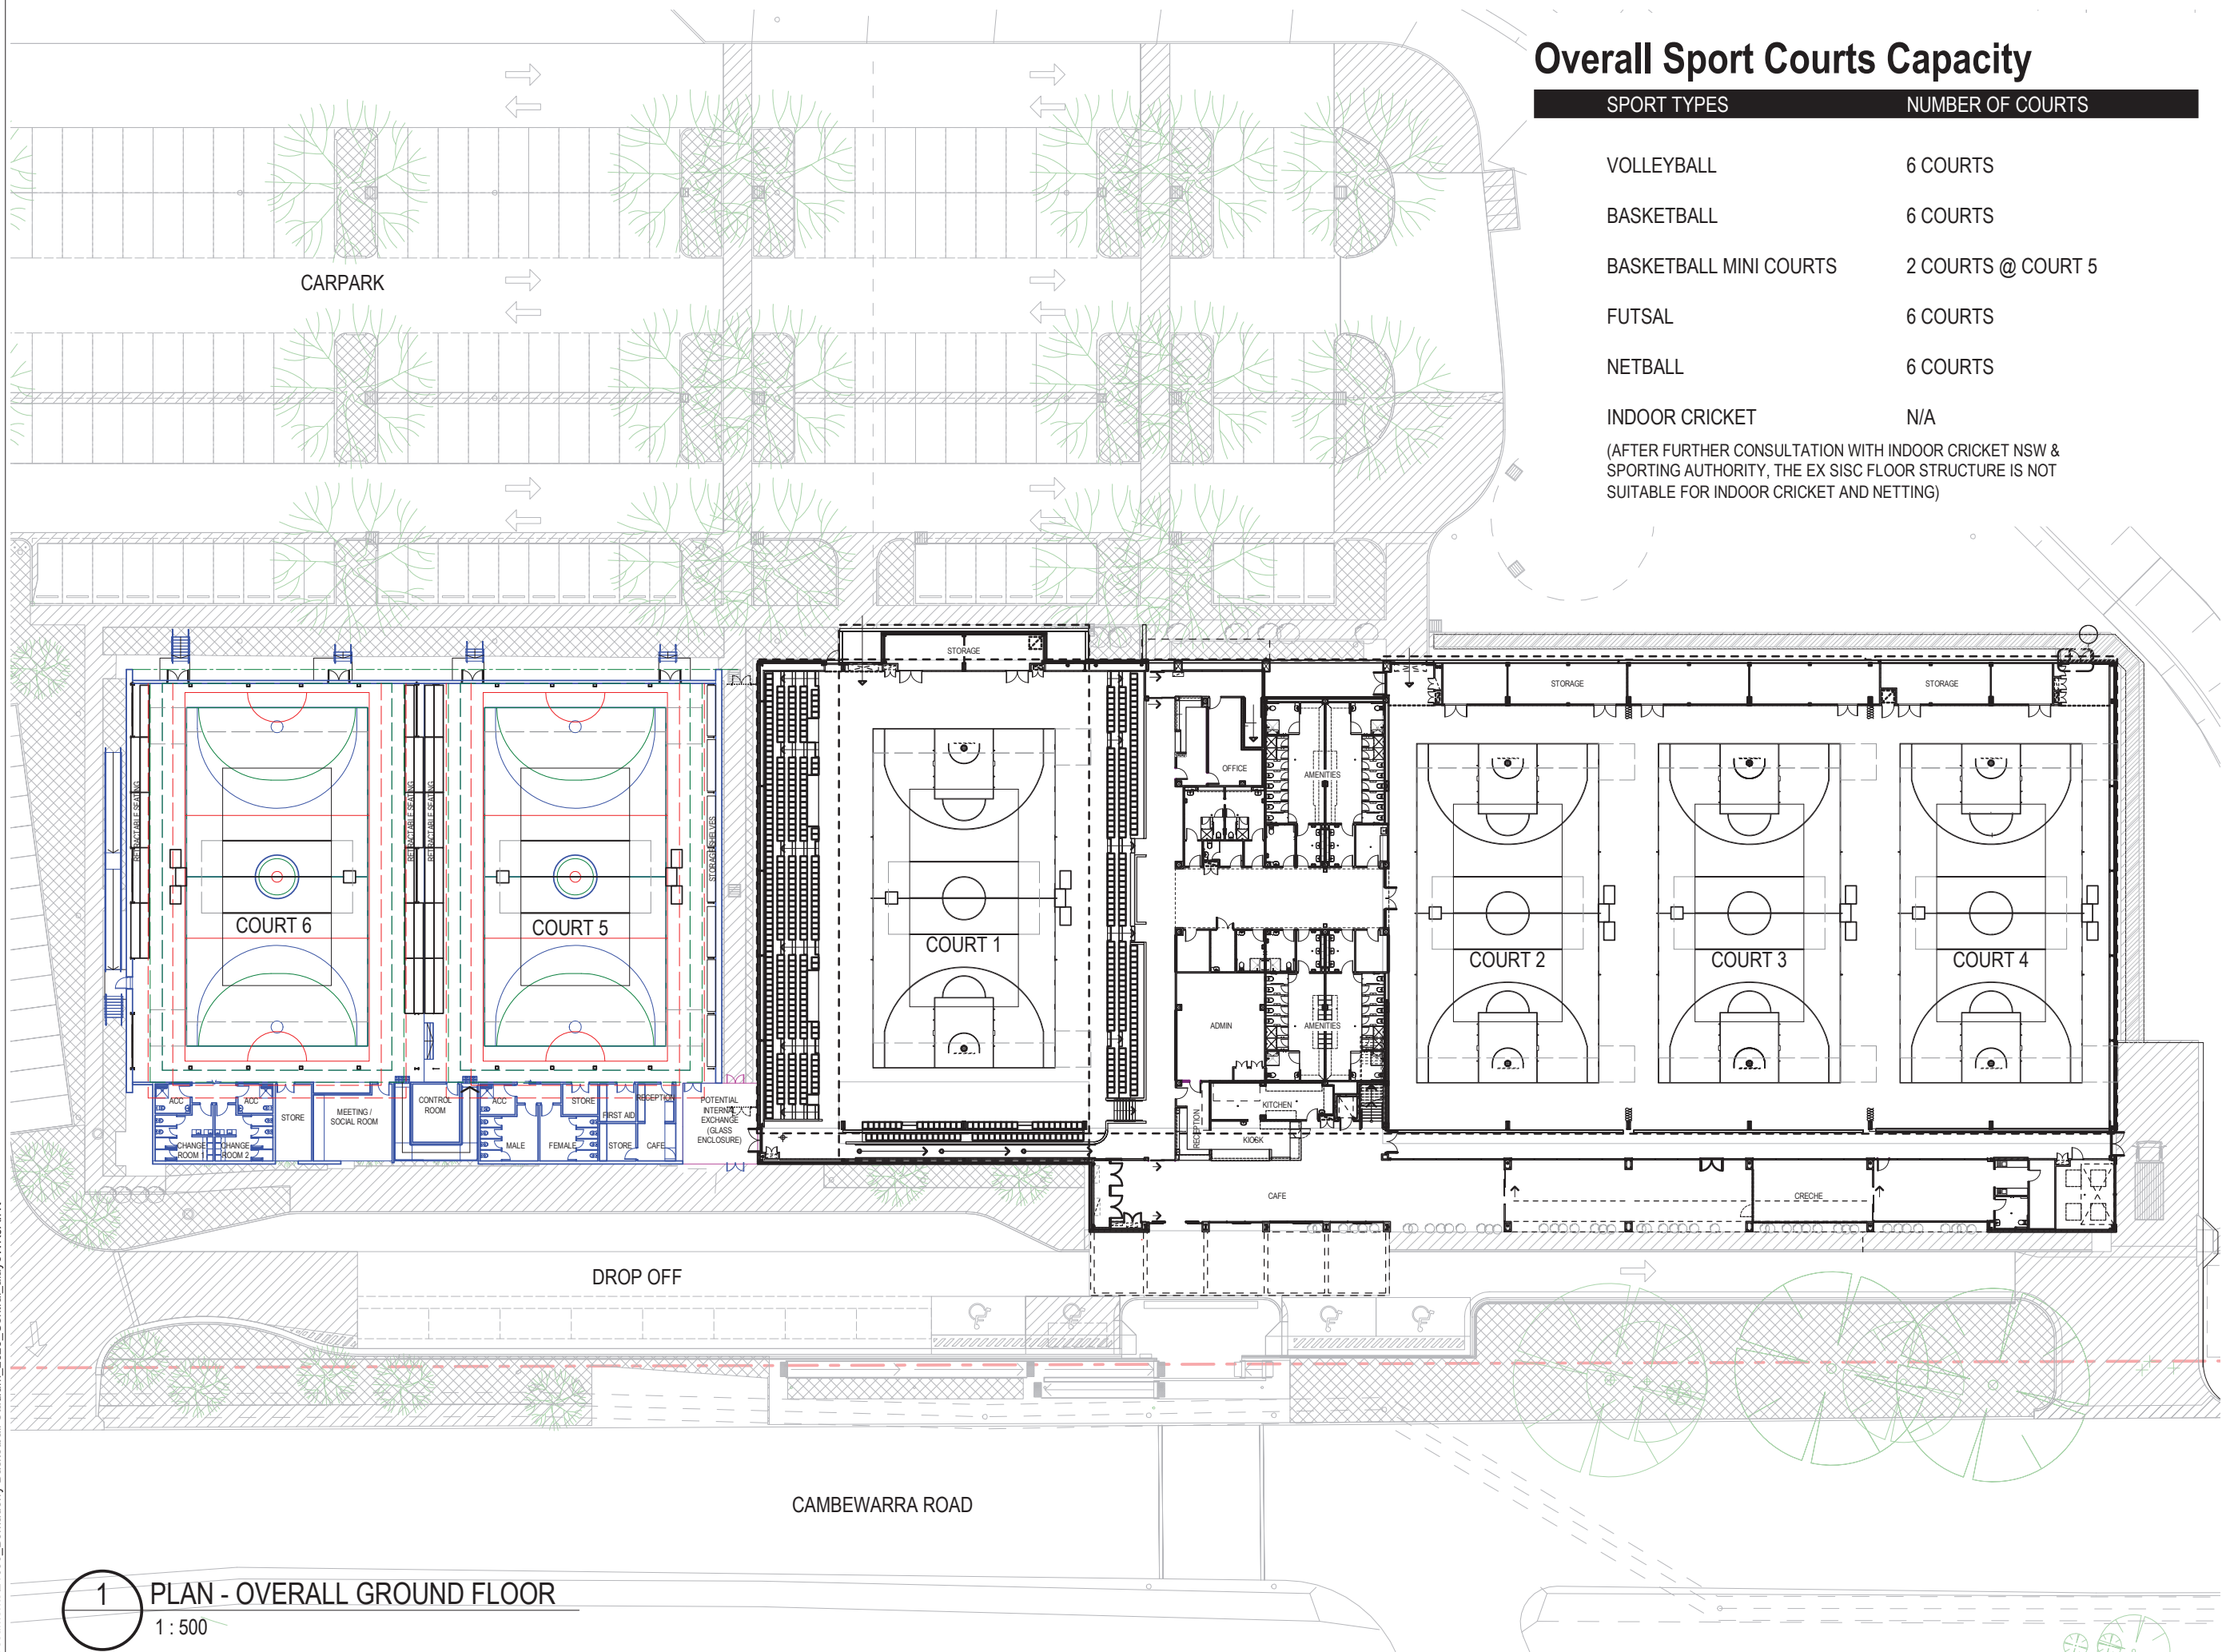 Overall Sport Courts Capacity
SPORT TYPES NUMBER OF COURTS
VOLLEYBALL 6 COURTS
BASKETBALL 6 COURTS
BASKETBALL MINI COURTS 2 COURTS @ COURT 5
FUTSAL 6 COURTS
NETBALL 6 COURTS
INDOOR CRICKET N/A
(AFTER FURTHER CONSULTATION WITH INDOOR CRICKET NSW &
SPORTING AUTHORITY, THE EX SISC FLOOR STRUCTURE IS NOT
SUITABLE FOR INDOOR CRICKET AND NETTING)
CARPARK
STORAGE
STORAGE
STORAGE
OFFICE
AMENITIES
RETRACTABLE SEATING
RETRACTABLE SEATING
RETRACTABLE SEATING
STORAGE SHELVES
COURT 6
COURT 5
COURT 1
COURT 2
COURT 3
COURT 4
ADMIN
AMENITIES
ACC
ACC
STORE
MEETING /
SOCIAL ROOM
CONTROL
ROOM
ACC
STORE
FIRST AID
RECEPTION
POTENTIAL
INTERNAL
EXCHANGE
(GLASS
ENCLOSURE)
CHANGE
ROOM 1
CHANGE
ROOM 2
MALE
FEMALE
STORE
CAFE
KITCHEN
RECEPTION
KIOSK
CAFE
CRECHE
DROP OFF
CAMBEWARRA ROAD
1
PLAN - OVERALL GROUND FLOOR
1 : 500